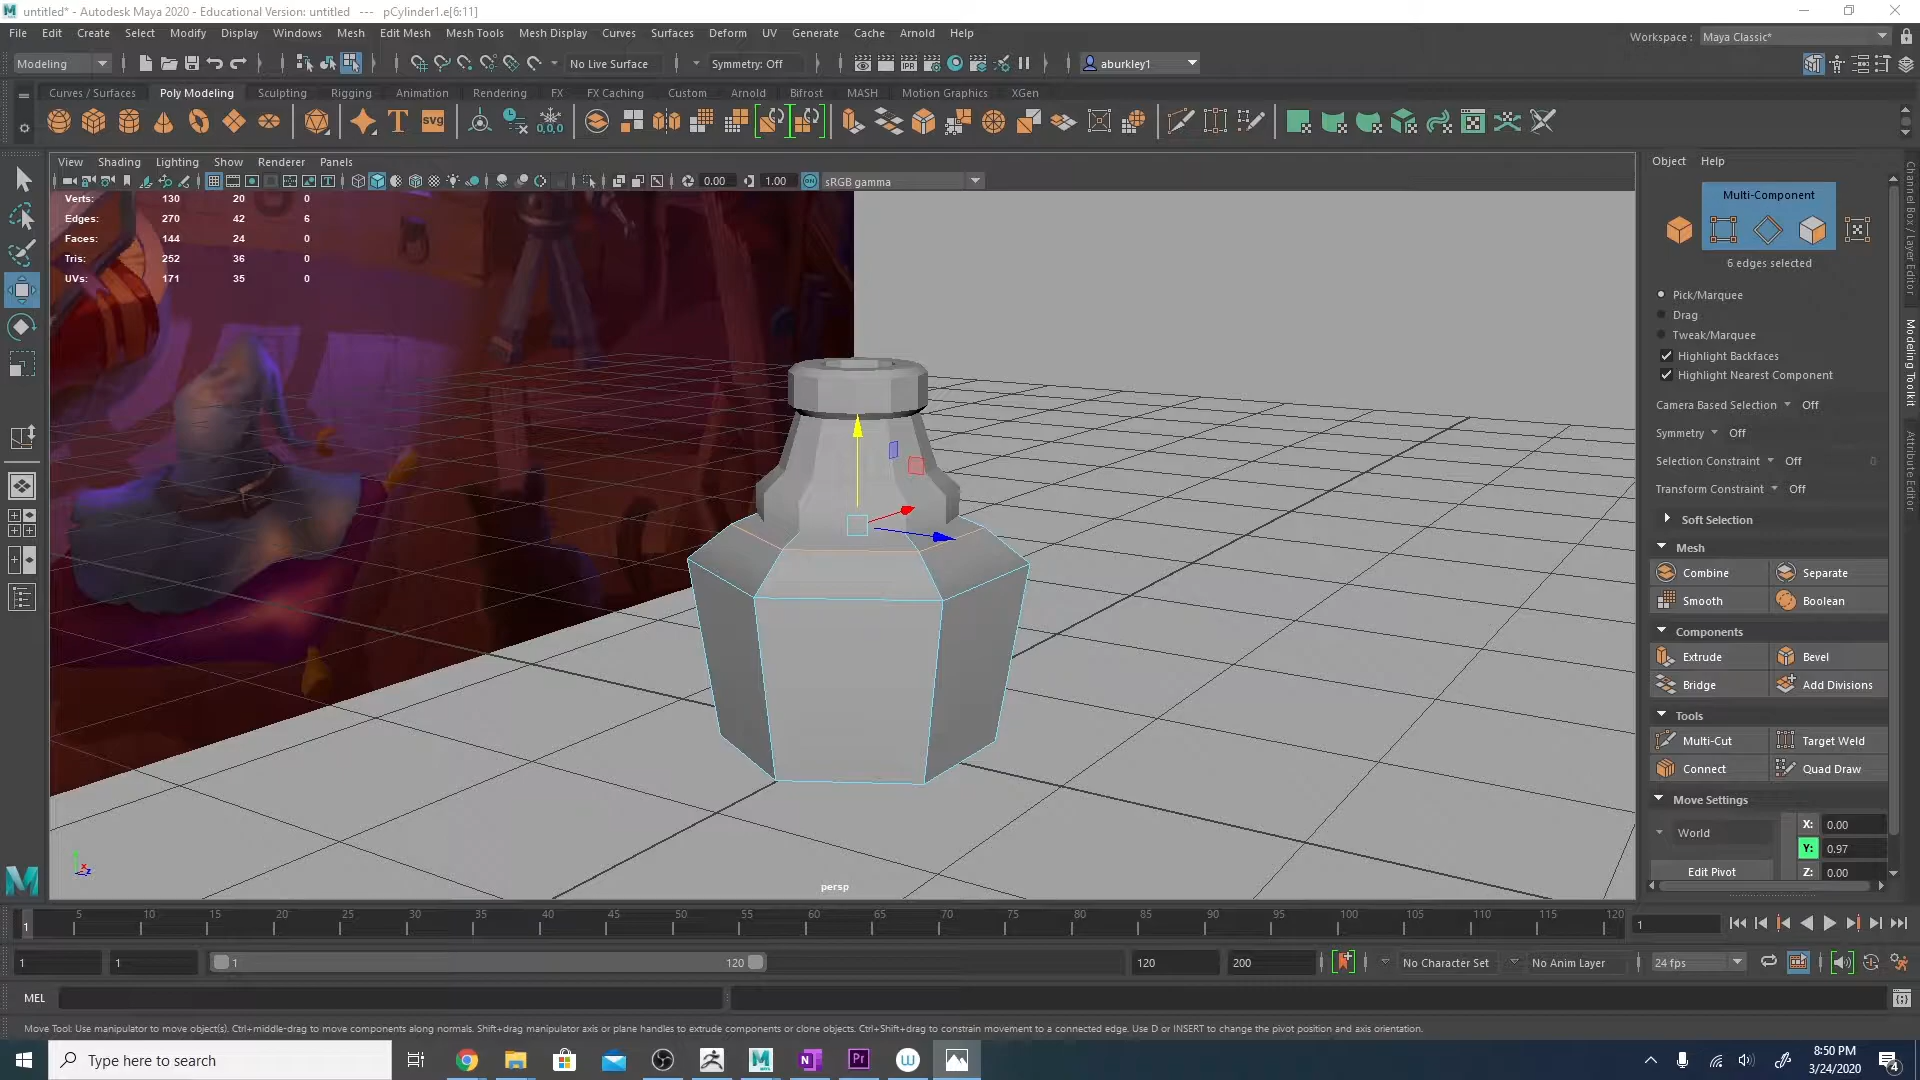 untitled* - Autodesk Maya 2020 - Educational Version: untitled --- pCylinder1.e[6:11]
File Edit Create Select Modify Display Windows Mesh Edit Mesh Mesh Tools Mesh Display Curves Surfaces Deform UV Generate Cache Arnold Help
Workspace : Maya Classic*
Modeling No Live Surface Symmetry: Off aburkley1
Curves / Surfaces Poly Modeling Sculpting Rigging Animation Rendering FX FX Caching Custom Arnold Bifrost MASH Motion Graphics XGen
View Shading Lighting Show Renderer Panels
0.00 1.00 sRGB gamma
Verts: 130 20 0
Edges: 270 42 6
Faces: 144 24 0
Tris: 252 36 0
UVs: 171 35 0
persp
Object Help
Multi-Component
6 edges selected
Pick/Marquee
Drag
Tweak/Marquee
Highlight Backfaces
Highlight Nearest Component
Camera Based Selection Off
Symmetry Off
Selection Constraint Off 0
Transform Constraint Off
Soft Selection
Mesh
Combine Separate
Smooth Boolean
Components
Extrude Bevel
Bridge Add Divisions
Tools
Multi-Cut Target Weld
Connect Quad Draw
Move Settings
World X: 0.00
Y: 0.97
Edit Pivot Z: 0.00
Channel Box / Layer Editor
Modeling Toolkit
Attribute Editor
1 5 10 15 20 25 30 35 40 45 50 55 60 65 70 75 80 85 90 95 100 105 110 115 120 1
1 1 1 120 120 200 No Character Set No Anim Layer 24 fps
MEL
Move Tool: Use manipulator to move object(s). Ctrl+middle-drag to move components along normals. Shift+drag manipulator axis or plane handles to extrude components or clone objects. Ctrl+Shift+drag to constrain movement to a connected edge. Use D or INSERT to change the pivot position and axis orientation.
Type here to search
8:50 PM
3/24/2020
4